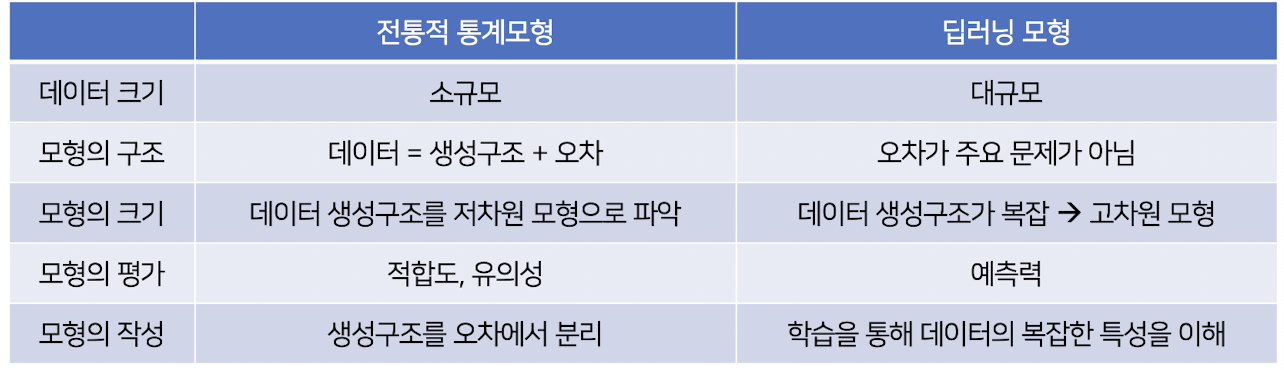 전통적 통계모형 딥러닝 모형
데이터 크기 소규모 대규모
모형의 구조 데이터 = 생성구조 + 오차 오차가 주요 문제가 아님
모형의 크기 데이터 생성구조를 저차원 모형으로 파악 데이터 생성구조가 복잡 → 고차원 모형
모형의 평가 적합도, 유의성 예측력
모형의 작성 생성구조를 오차에서 분리 학습을 통해 데이터의 복잡한 특성을 이해